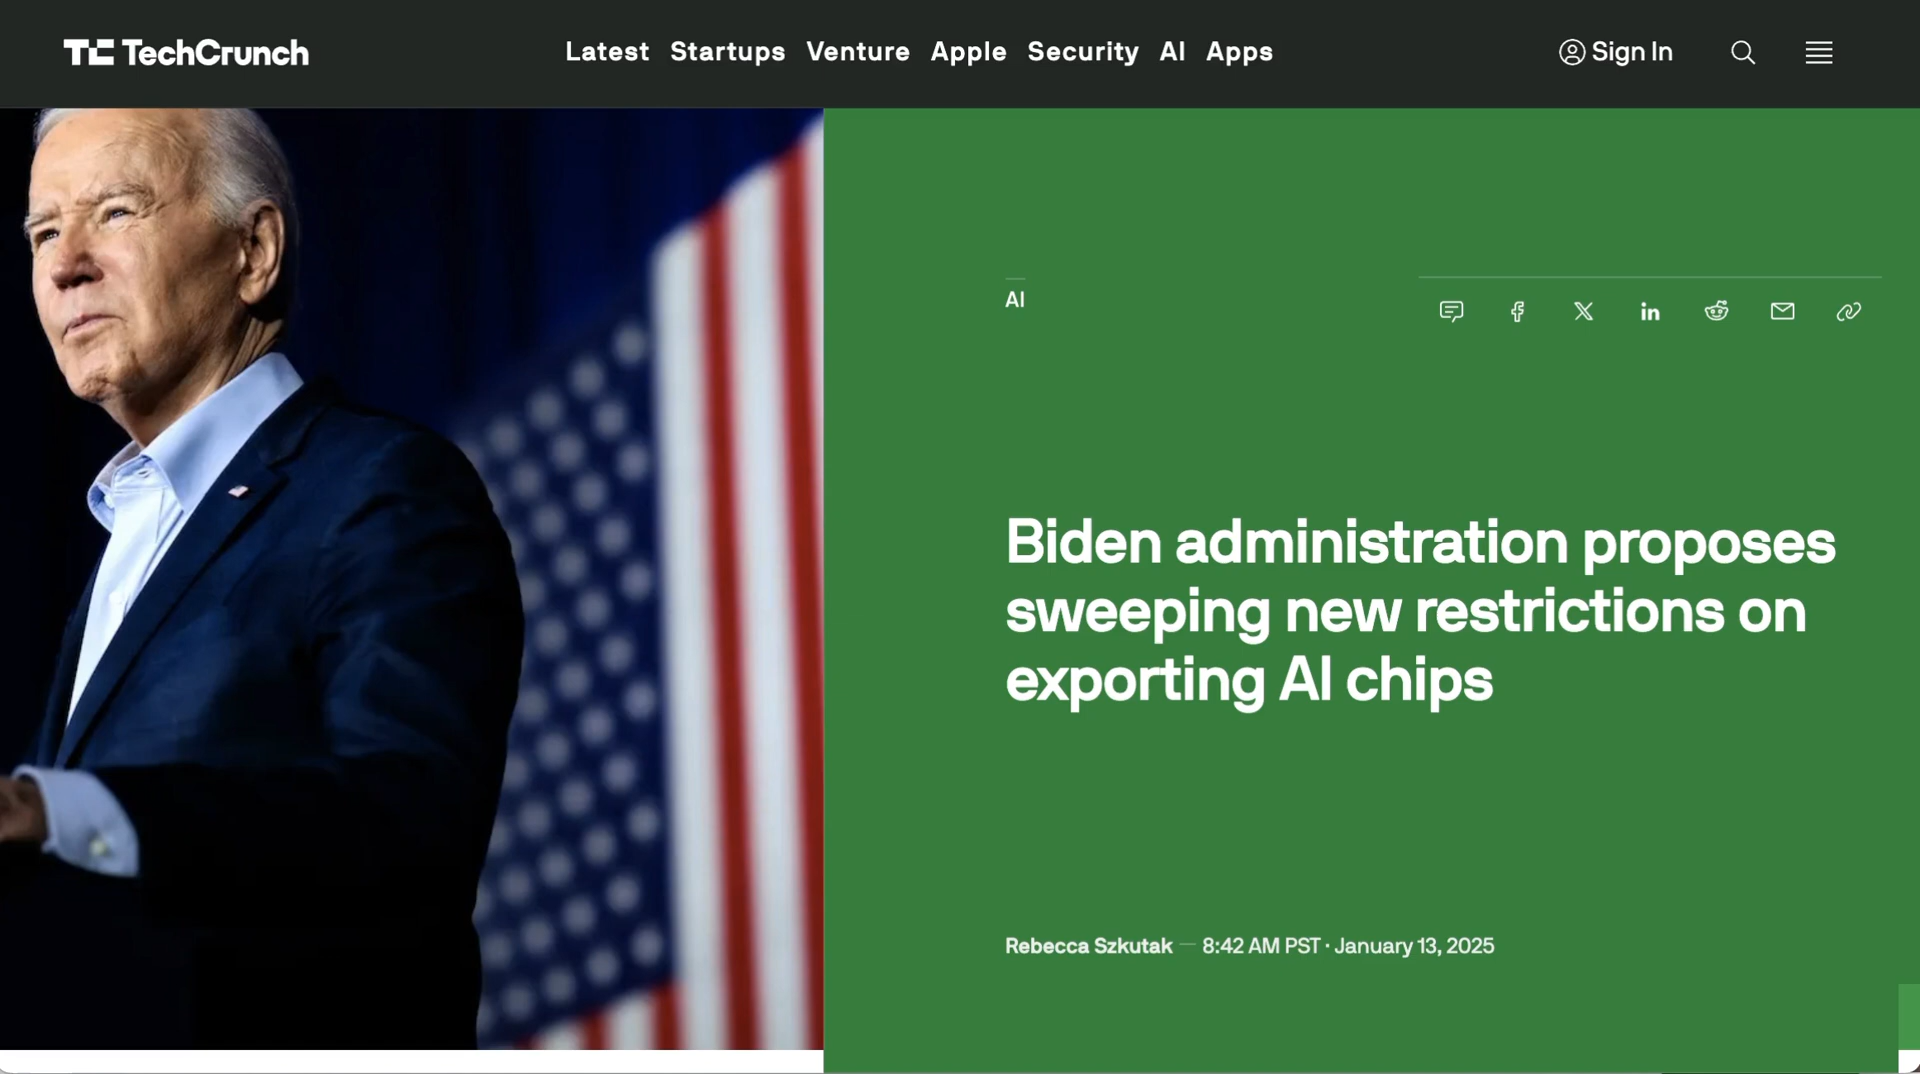 TechCrunch
Latest Startups Venture Apple Security AI Apps
Sign In
AI
Biden administration proposes
sweeping new restrictions on
exporting AI chips
Rebecca Szkutak — 8:42 AM PST · January 13, 2025